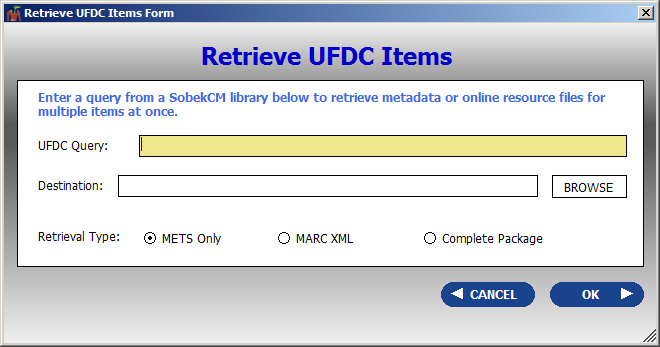 Retrieve UFDC Items Form
Retrieve UFDC Items
Enter a query from a SobekCM library below to retrieve metadata or online resource files for
multiple items at once.
UFDC Query:
Destination:
BROWSE
Retrieval Type:
METS Only
MARC XML
Complete Package
CANCEL
OK